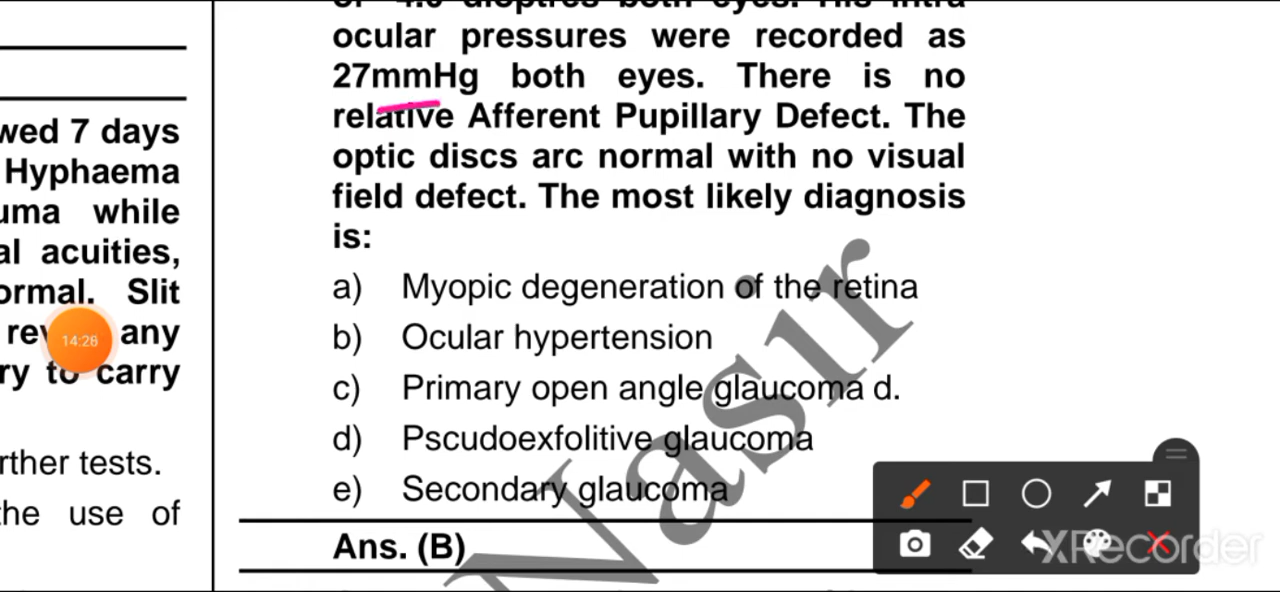 wed 7 days
Hyphaema
uma while
al acuities,
ormal. Slit
any
ry to carry
rther tests.
the use of
14:28
ocular pressures were recorded as
27mmHg both eyes. There is no
relative Afferent Pupillary Defect. The
optic discs arc normal with no visual
field defect. The most likely diagnosis
is:
a) Myopic degeneration of the retina
b) Ocular hypertension
c) Primary open angle glaucoma d.
d) Pscudoexfolitive glaucoma
e) Secondary glaucoma
Ans. (B)
Nasir
XRecorder